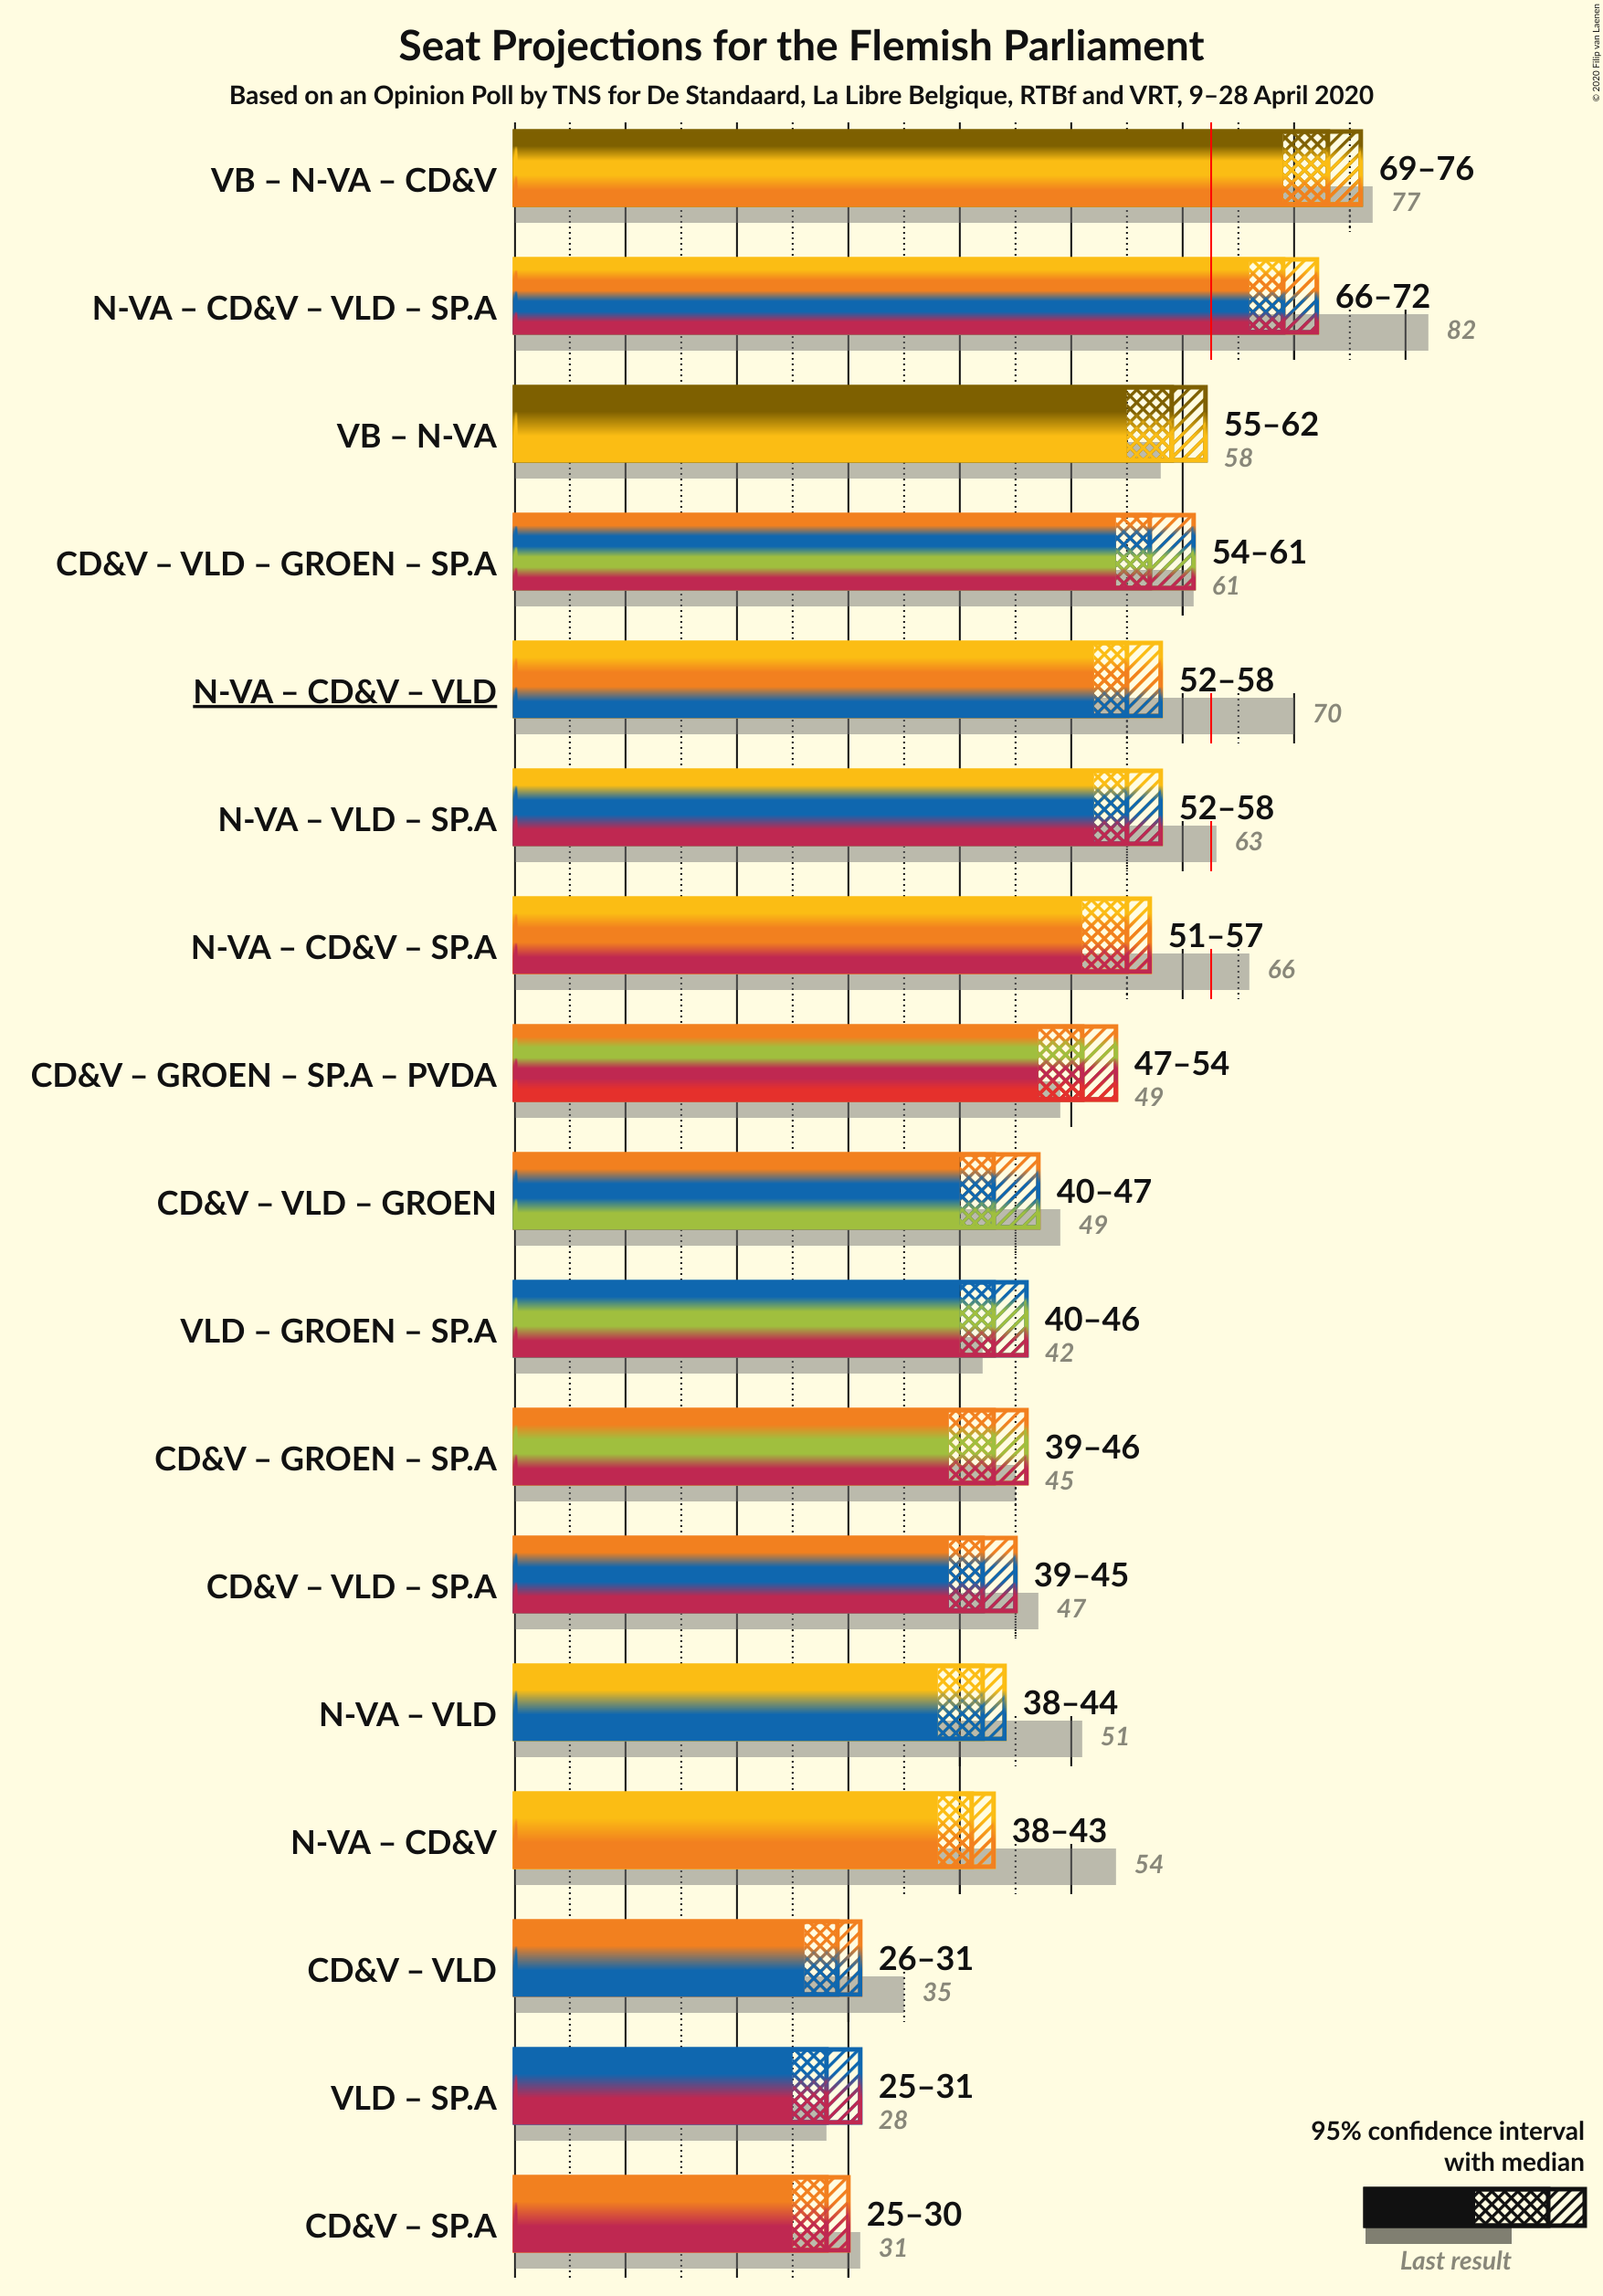 Seat Projections for the Flemish Parliament
Based on an Opinion Poll by TNS for De Standaard, La Libre Belgique, RTBf and VRT, 9–28 April 2020
© 2020 Filip van Laenen
VB – N-VA – CD&V
69–76
77
N-VA – CD&V – VLD – SP.A
66–72
82
VB – N-VA
55–62
58
CD&V – VLD – GROEN – SP.A
54–61
61
N-VA – CD&V – VLD
52–58
70
N-VA – VLD – SP.A
52–58
63
N-VA – CD&V – SP.A
51–57
66
CD&V – GROEN – SP.A – PVDA
47–54
49
CD&V – VLD – GROEN
40–47
49
VLD – GROEN – SP.A
40–46
42
CD&V – GROEN – SP.A
39–46
45
CD&V – VLD – SP.A
39–45
47
N-VA – VLD
38–44
51
N-VA – CD&V
38–43
54
CD&V – VLD
26–31
35
VLD – SP.A
25–31
28
CD&V – SP.A
25–30
31
95% confidence interval
with median
Last result